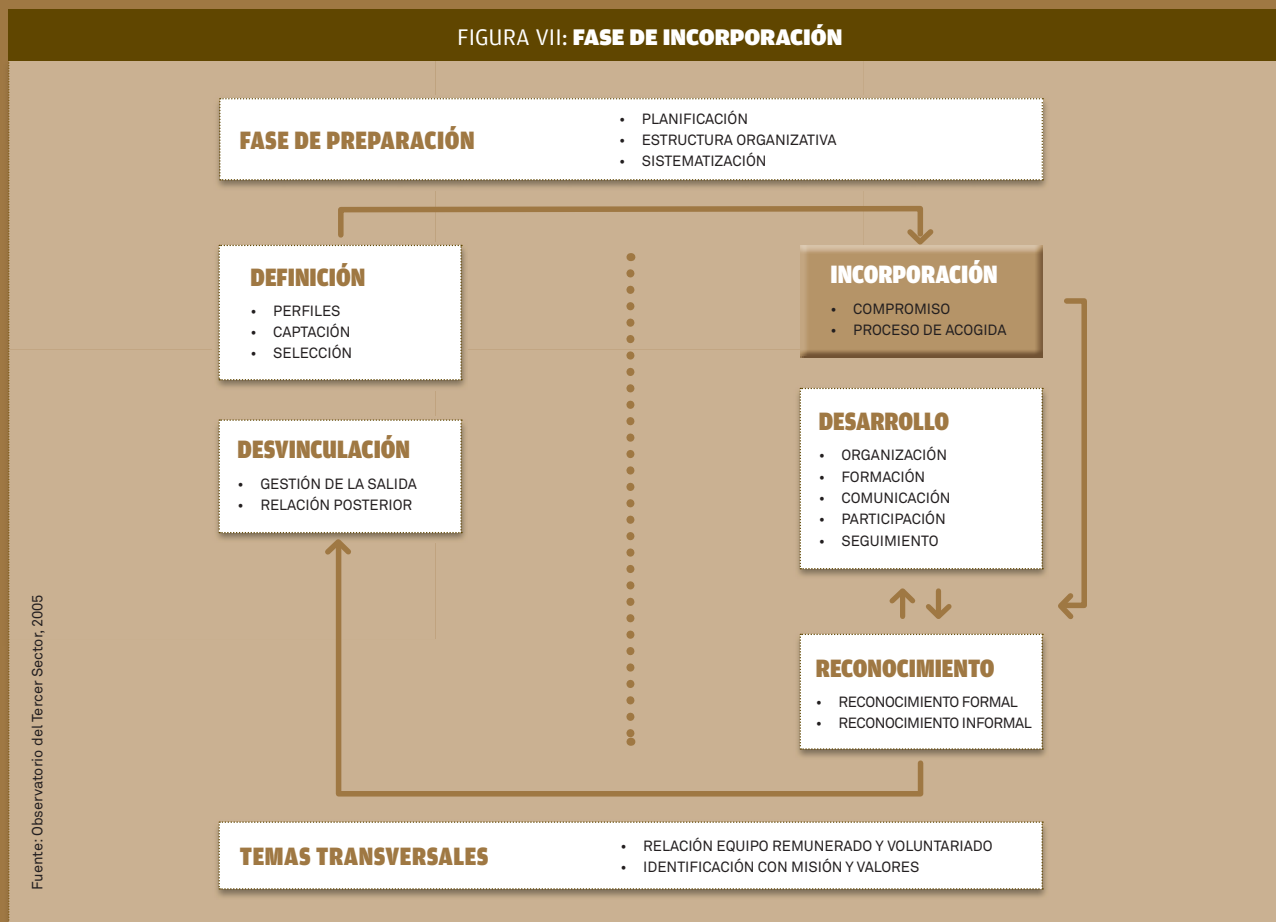 FIGURA VII: FASE DE INCORPORACIÓN
FASE DE PREPARACIÓN
• PLANIFICACIÓN
• ESTRUCTURA ORGANIZATIVA
• SISTEMATIZACIÓN
DEFINICIÓN
• PERFILES
• CAPTACIÓN
• SELECCIÓN
INCORPORACIÓN
• COMPROMISO
• PROCESO DE ACOGIDA
DESARROLLO
• ORGANIZACIÓN
• FORMACIÓN
• COMUNICACIÓN
• PARTICIPACIÓN
• SEGUIMIENTO
RECONOCIMIENTO
• RECONOCIMIENTO FORMAL
• RECONOCIMIENTO INFORMAL
DESVINCULACIÓN
• GESTIÓN DE LA SALIDA
• RELACIÓN POSTERIOR
TEMAS TRANSVERSALES
• RELACIÓN EQUIPO REMUNERADO Y VOLUNTARIADO
• IDENTIFICACIÓN CON MISIÓN Y VALORES
Fuente: Observatorio del Tercer Sector, 2005